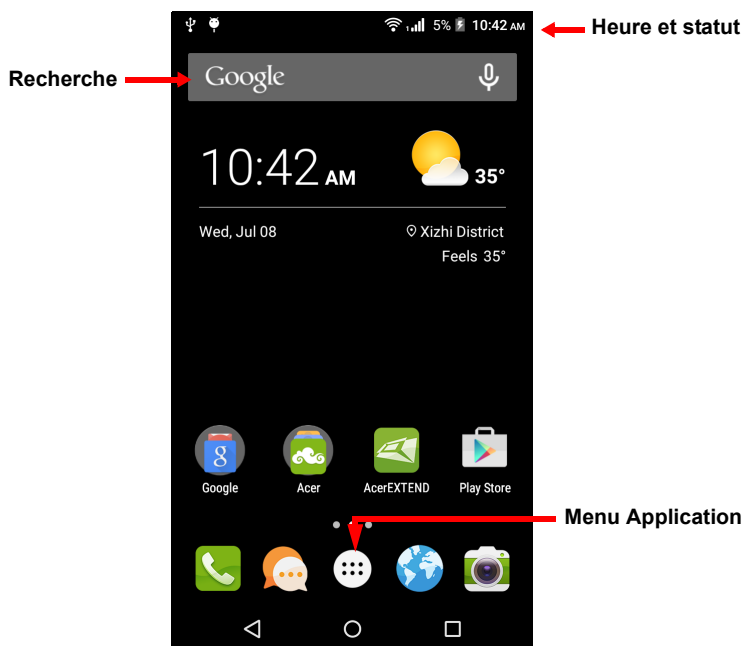 5% 10:42 AM
Heure et statut
Recherche
Google
10:42 AM
35°
Wed, Jul 08
Xizhi District
Feels 35°
8
Google
Acer
AcerEXTEND
Play Store
Menu Application